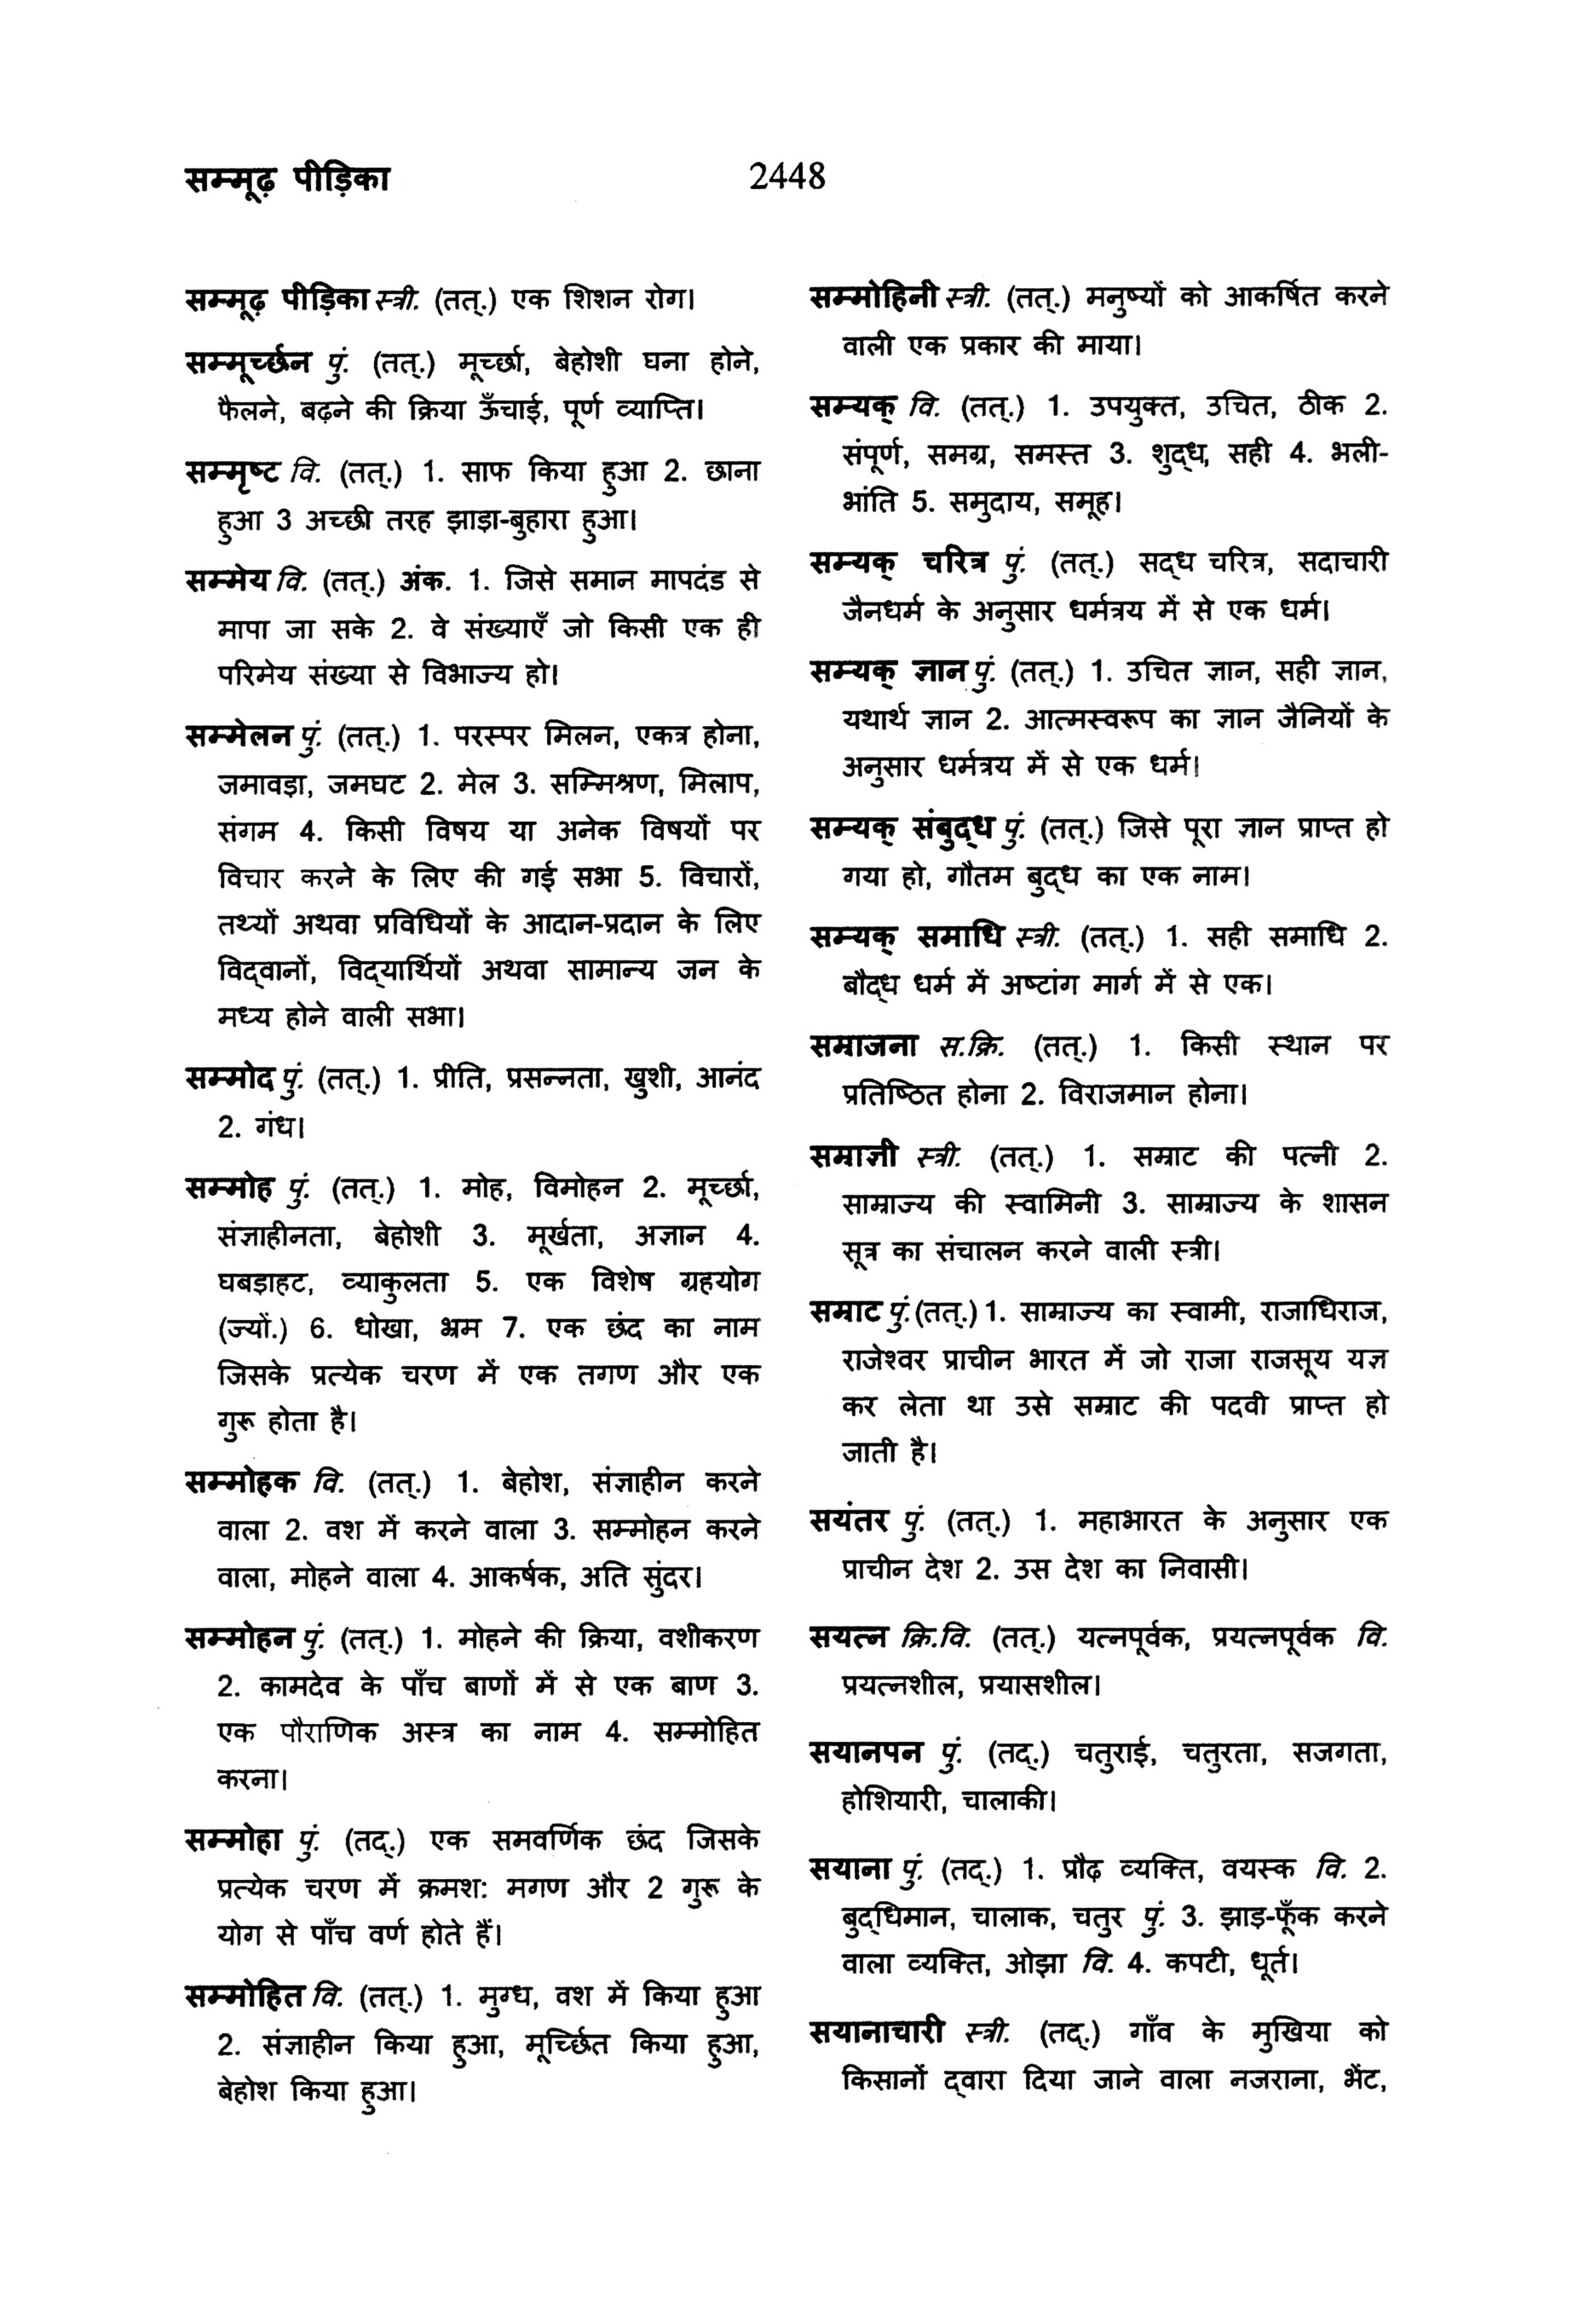 सम्मूढ़ पीड़िका
2448
सम्मूढ़ पीड़िका स्त्री. (तत्.) एक शिशन रोग।
सम्मूर्च्छन पुं. (तत्.) मूर्च्छा, बेहोशी घना होने,
फैलने, बढ़ने की क्रिया ऊँचाई, पूर्ण व्याप्ति।
सम्मृष्ट वि. (तत्.) 1. साफ किया हुआ 2. छाना
हुआ 3 अच्छी तरह झाड़ा-बुहारा हुआ।
सम्मेय वि. (तत्.) अंक. 1. जिसे समान मापदंड से
मापा जा सके 2. वे संख्याएँ जो किसी एक ही
परिमेय संख्या से विभाज्य हो।
सम्मेलन पुं. (तत्.) 1. परस्पर मिलन, एकत्र होना,
जमावड़ा, जमघट 2. मेल 3. सम्मिश्रण, मिलाप,
संगम 4. किसी विषय या अनेक विषयों पर
विचार करने के लिए की गई सभा 5. विचारों,
तथ्यों अथवा प्रविधियों के आदान-प्रदान के लिए
विद्वानों, विद्यार्थियों अथवा सामान्य जन के
मध्य होने वाली सभा।
सम्मोद पुं. (तत्.) 1. प्रीति, प्रसन्नता, खुशी, आनंद
2. गंध।
सम्मोह पुं. (तत्.) 1. मोह, विमोहन 2. मूर्च्छा,
संज्ञाहीनता, बेहोशी 3. मूर्खता, अज्ञान 4.
घबड़ाहट, व्याकुलता 5. एक विशेष ग्रहयोग
(ज्यों.) 6. धोखा, भ्रम 7. एक छंद का नाम
जिसके प्रत्येक चरण में एक तगण और एक
गुरू होता है।
सम्मोहक वि. (तत्.) 1. बेहोश, संज्ञाहीन करने
वाला 2. वश में करने वाला 3. सम्मोहन करने
वाला, मोहने वाला 4. आकर्षक, अति सुंदर।
सम्मोहन पुं. (तत्.) 1. मोहने की क्रिया, वशीकरण
2. कामदेव के पाँच बाणों में से एक बाण 3.
एक पौराणिक अस्त्र का नाम 4. सम्मोहित
करना।
सम्मोहा पुं. (तद्.) एक समवर्णिक छंद जिसके
प्रत्येक चरण में क्रमश: मगण और 2 गुरू के
योग से पाँच वर्ण होते हैं।
सम्मोहित वि. (तत्.) 1. मुग्ध, वश में किया हुआ
2. संज्ञाहीन किया हुआ, मूर्च्छित किया हुआ,
बेहोश किया हुआ।
सम्मोहिनी स्त्री. (तत्.) मनुष्यों को आकर्षित करने
वाली एक प्रकार की माया।
सम्यक् वि. (तत्.) 1. उपयुक्त, उचित, ठीक 2.
संपूर्ण, समग्र, समस्त 3. शुद्ध, सही 4. भली-
भांति 5. समुदाय, समूह।
सम्यक् चरित्र पुं. (तत्.) सद्ध चरित्र, सदाचारी
जैनधर्म के अनुसार धर्मत्रय में से एक धर्म।
सम्यक् ज्ञान पुं. (तत्.) 1. उचित ज्ञान, सही ज्ञान,
यथार्थ ज्ञान 2. आत्मस्वरूप का ज्ञान जैनियों के
अनुसार धर्मत्रय में से एक धर्म।
सम्यक् संबुद्ध पुं. (तत्.) जिसे पूरा ज्ञान प्राप्त हो
गया हो, गौतम बुद्ध का एक नाम।
सम्यक् समाधि स्त्री. (तत्.) 1. सही समाधि 2.
बौद्ध धर्म में अष्टांग मार्ग में से एक।
सम्राजना स.क्रि. (तत्.) 1. किसी स्थान पर
प्रतिष्ठित होना 2. विराजमान होना।
सम्राज्ञी स्त्री. (तत्.) 1. सम्राट की पत्नी 2.
साम्राज्य की स्वामिनी 3. साम्राज्य के शासन
सूत्र का संचालन करने वाली स्त्री।
सम्राट पुं. (तत्.) 1. साम्राज्य का स्वामी, राजाधिराज,
राजेश्वर प्राचीन भारत में जो राजा राजसूय यज्ञ
कर लेता था उसे सम्राट की पदवी प्राप्त हो
जाती है।
सयंतर पुं. (तत्.) 1. महाभारत के अनुसार एक
प्राचीन देश 2. उस देश का निवासी।
सयत्न क्रि.वि. (तत्.) यत्नपूर्वक, प्रयत्नपूर्वक वि.
प्रयत्नशील, प्रयासशील।
सयानपन पुं. (तद्.) चतुराई, चतुरता, सजगता,
होशियारी, चालाकी।
सयाना पुं. (तद्.) 1. प्रौढ़ व्यक्ति, वयस्क वि. 2.
बुद्धिमान, चालाक, चतुर पुं. 3. झाड़-फूँक करने
वाला व्यक्ति, ओझा वि. 4. कपटी, धूर्त।
सयानाचारी स्त्री. (तद्.) गाँव के मुखिया को
किसानों द्वारा दिया जाने वाला नजराना, भेंट,